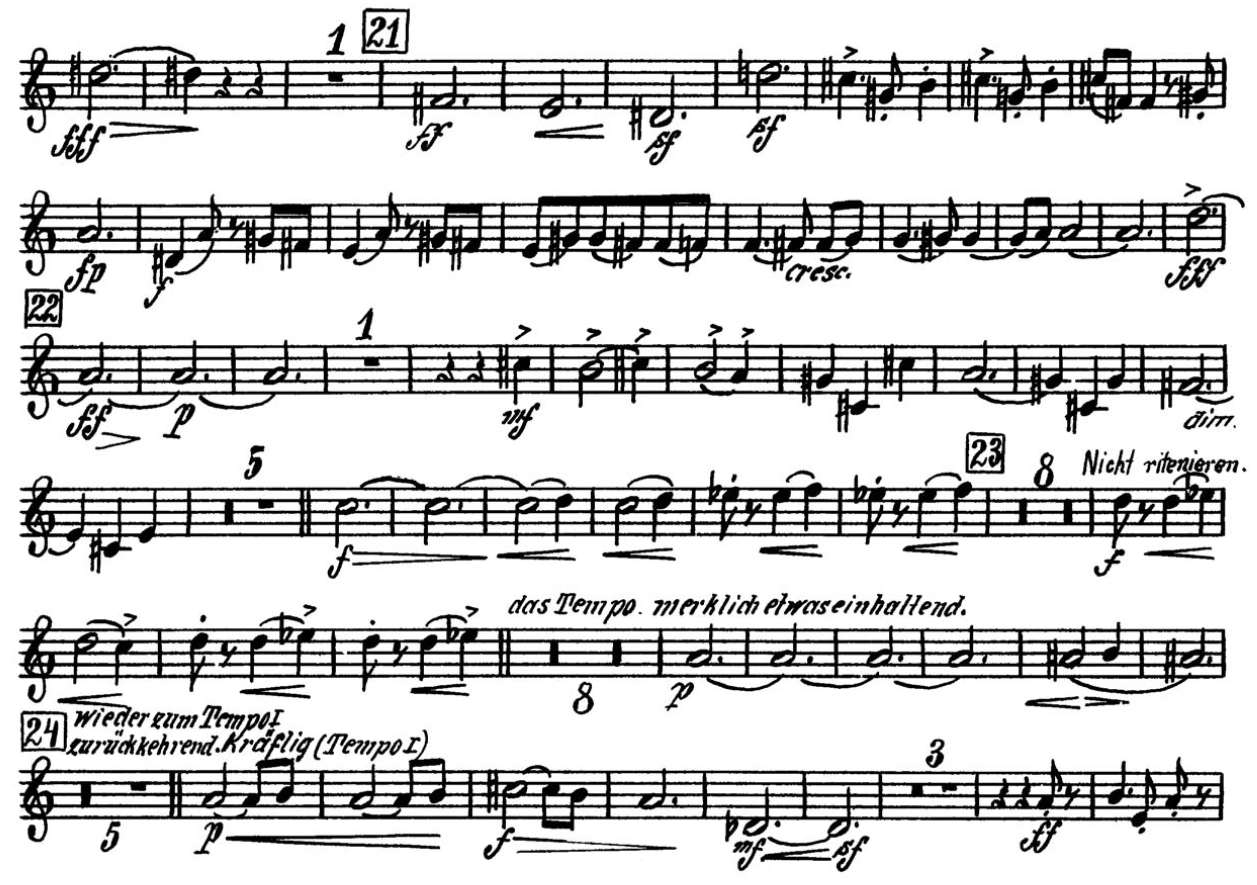 1 21
fff ff sf sf
fp f cresc. fff
22 1
ff p mf dim.
5 23 8 Nicht ritenieren.
f f
das Tempo. merklich etwas einhaltend.
8 p
24 wieder zum Tempo I
zurückkehrend. Kräftig (Tempo I)
3
5 p f mf sf ff